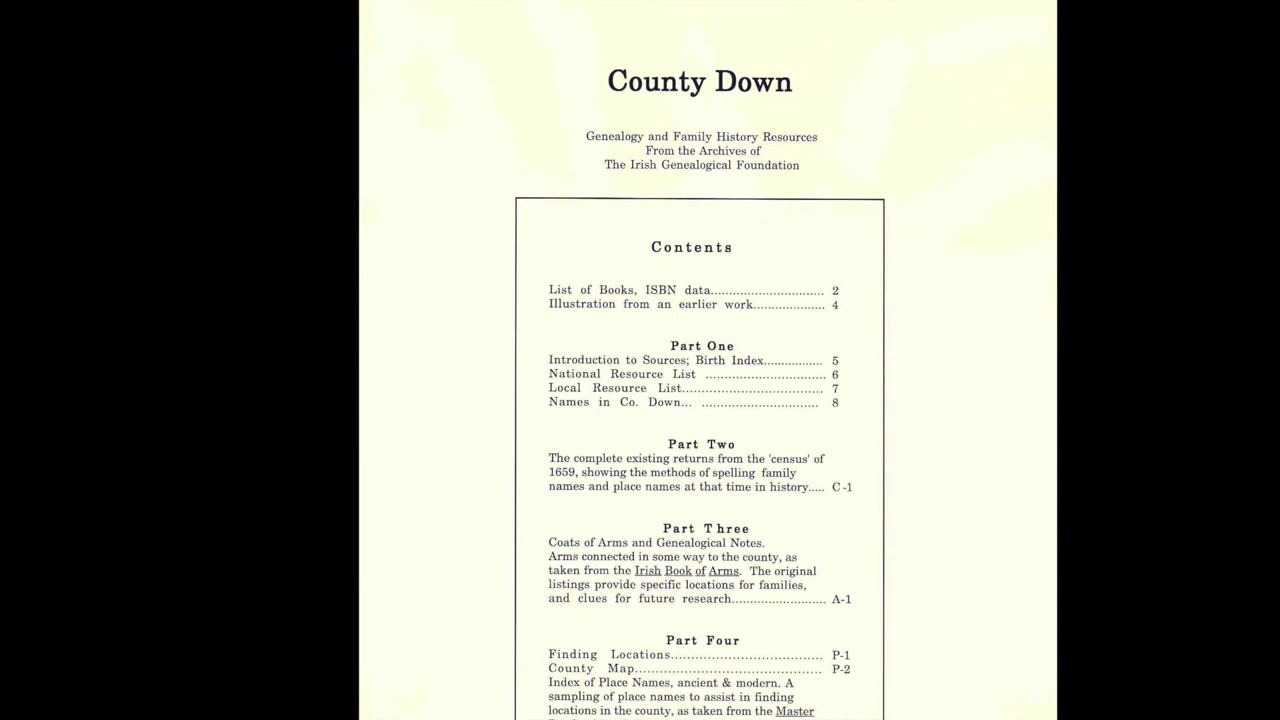 County Down
Genealogy and Family History Resources
From the Archives of
The Irish Genealogical Foundation
Contents
List of Books, ISBN data.............................. 2
Illustration from an earlier work................... 4
Part One
Introduction to Sources; Birth Index................ 5
National Resource List ................................ 6
Local Resource List..................................... 7
Names in Co. Down... ............................... 8
Part Two
The complete existing returns from the 'census' of
1659, showing the methods of spelling family
names and place names at that time in history..... C-1
Part Three
Coats of Arms and Genealogical Notes.
Arms connected in some way to the county, as
taken from the Irish Book of Arms. The original
listings provide specific locations for families,
and clues for future research......................... A-1
Part Four
Finding Locations........................................ P-1
County Map................................................. P-2
Index of Place Names, ancient & modern. A
sampling of place names to assist in finding
locations in the county, as taken from the Master